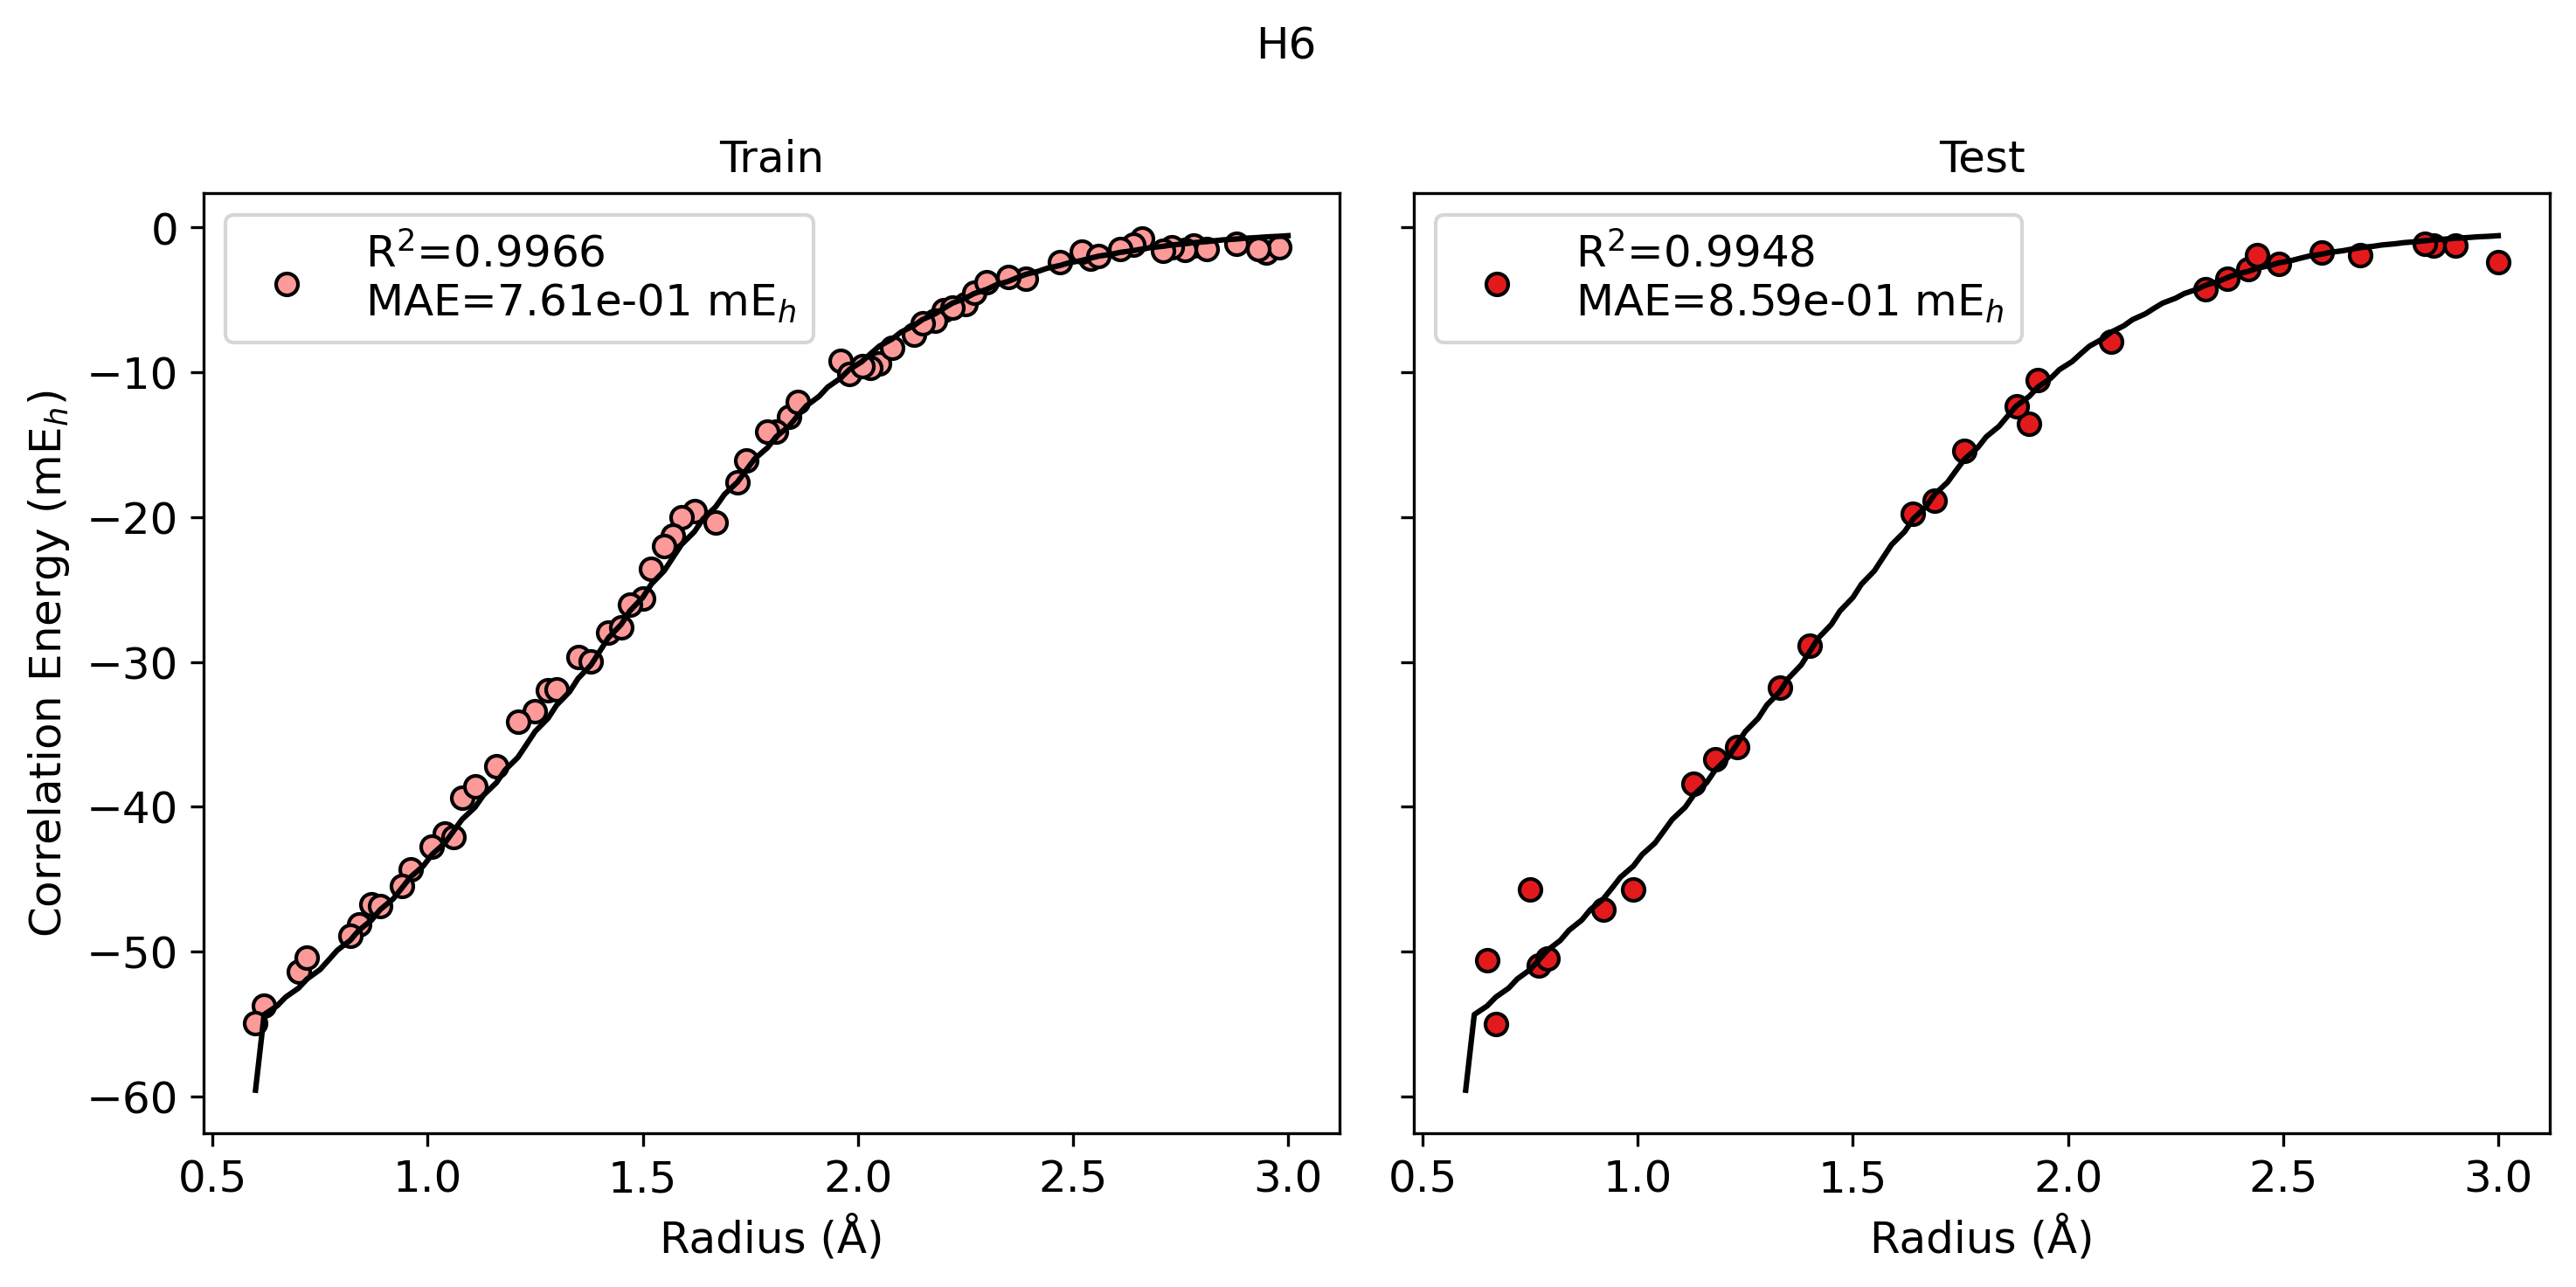 H6
Train
R²=0.9966
MAE=7.61e-01 mEₕ
Correlation Energy (mEₕ)
0
−10
−20
−30
−40
−50
−60
0.5 1.0 1.5 2.0 2.5 3.0
Radius (Å)
Test
R²=0.9948
MAE=8.59e-01 mEₕ
0.5 1.0 1.5 2.0 2.5 3.0
Radius (Å)